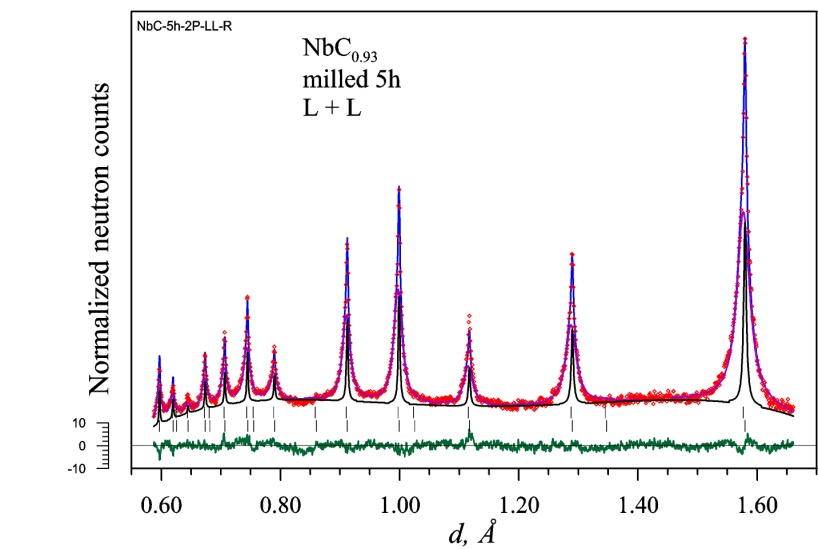 NbC-5h-2P-LL-R
NbC0.93
milled 5h
L + L
Normalized neutron counts
10
0
-10
0.60 0.80 1.00 1.20 1.40 1.60
d, Å